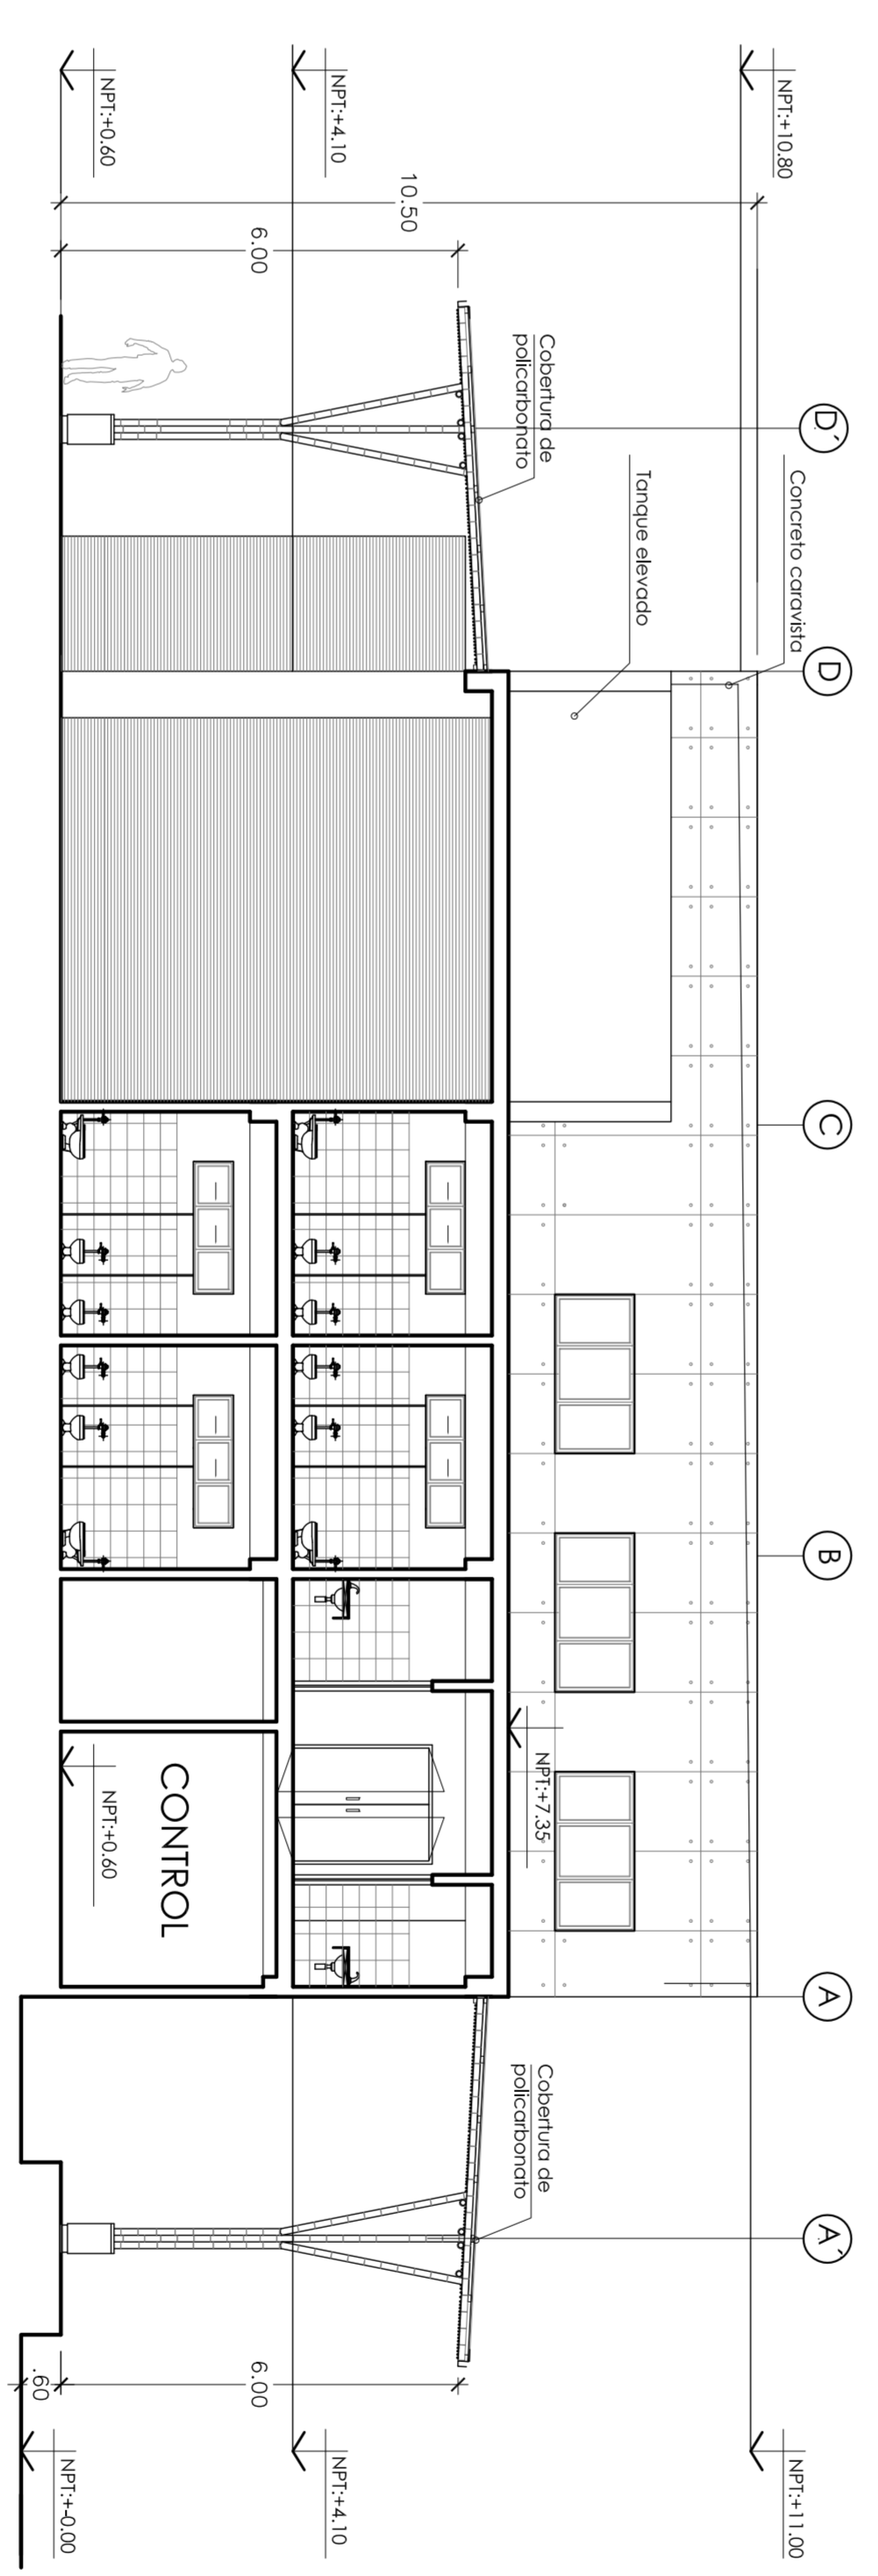 D´
D
C
B
A
A´
NPT:+10.80
NPT:+11.00
Concreto caravista
Tanque elevado
Cobertura de
policarbonato
Cobertura de
policarbonato
NPT:+7.35
10.50
6.00
NPT:+4.10
NPT:+4.10
6.00
CONTROL
NPT:+0.60
NPT:+0.60
.60
NPT:+-0.00